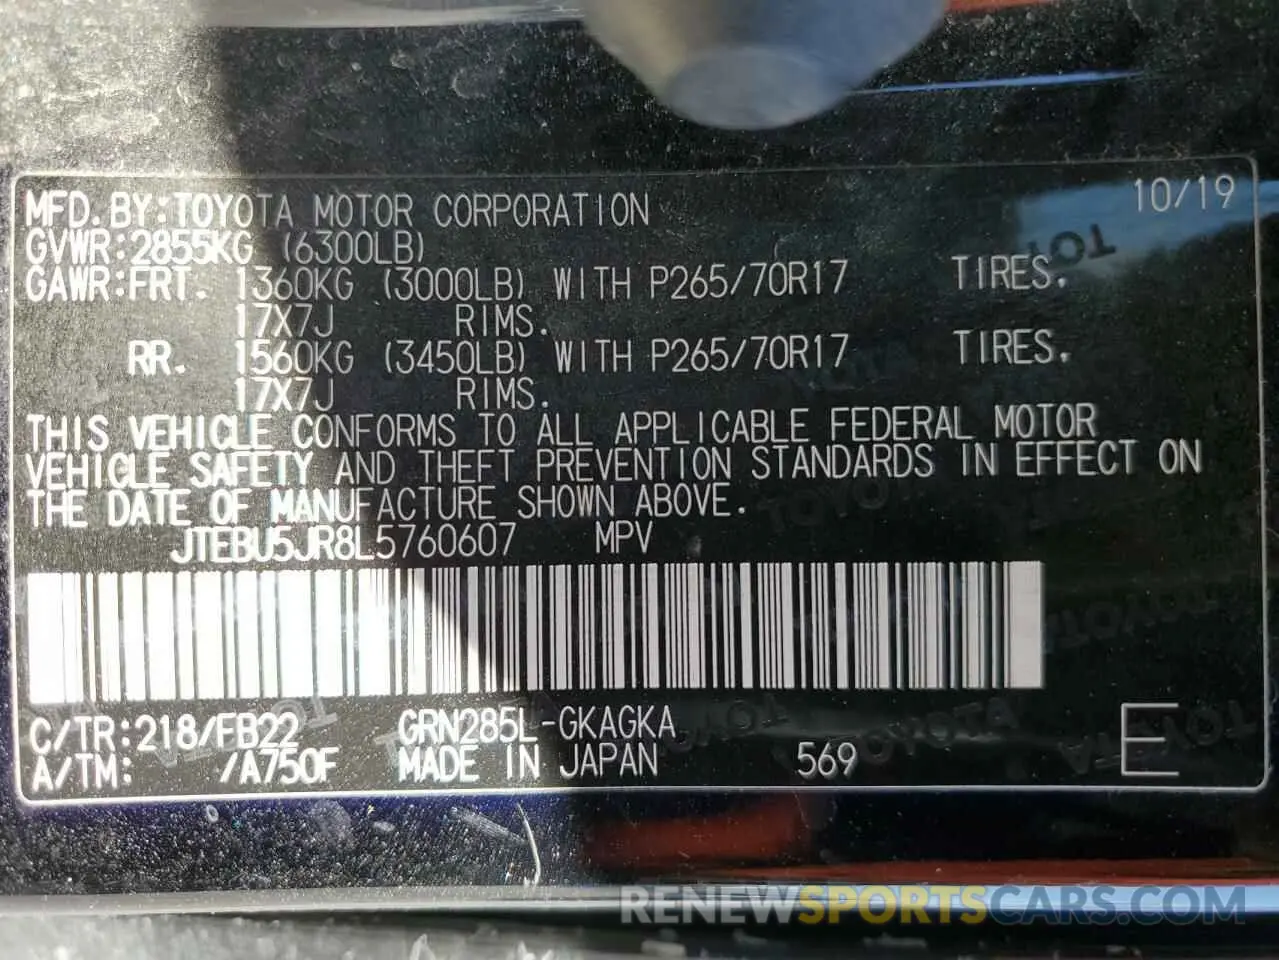 MFD. BY:TOYOTA MOTOR CORPORATION 10/19
GVWR:2855KG (6300LB)
GAWR:FRT. 1360KG (3000LB) WITH P265/70R17 TIRES.
17X7J RIMS.
RR. 1560KG (3450LB) WITH P265/70R17 TIRES.
17X7J RIMS.
THIS VEHICLE CONFORMS TO ALL APPLICABLE FEDERAL MOTOR
VEHICLE SAFETY AND THEFT PREVENTION STANDARDS IN EFFECT ON
THE DATE OF MANUFACTURE SHOWN ABOVE.
JTEBU5JR8L5760607 MPV
C/TR:218/FB22 GRN285L-GKAGKA
A/TM: /A750F MADE IN JAPAN 569 E
RENEWSPORTSCARS.COM